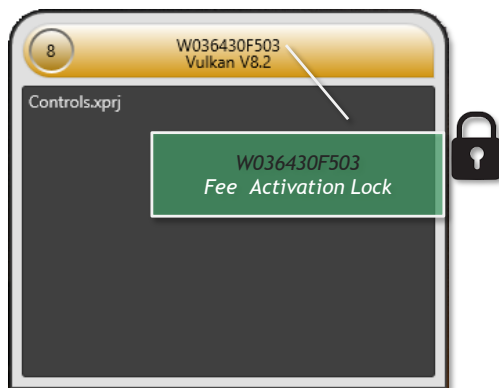 8
W036430F503
Vulkan V8.2
Controls.xprj
W036430F503
Fee Activation Lock